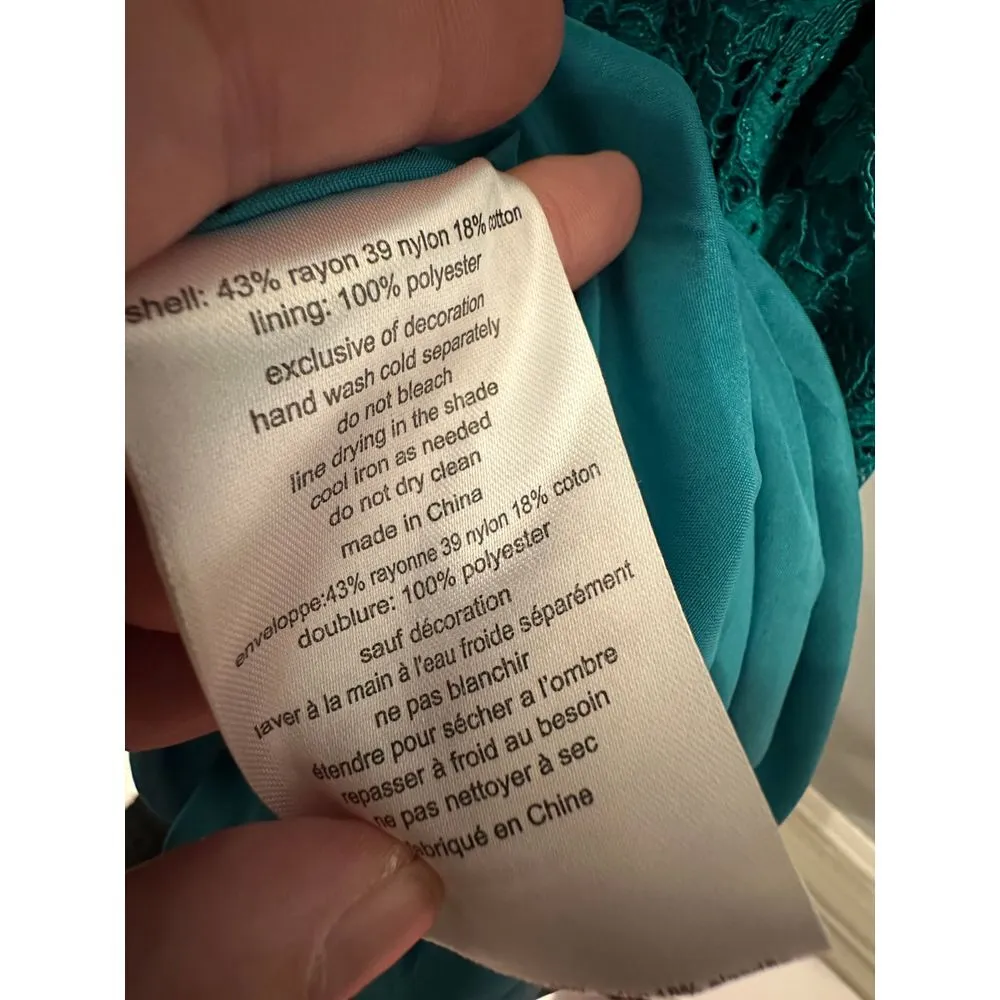 shell: 43% rayon 39 nylon 18% cotton
lining: 100% polyester
exclusive of decoration
hand wash cold separately
do not bleach
line drying in the shade
cool iron as needed
do not dry clean
made in China
enveloppe:43% rayonne 39 nylon 18% coton
doublure: 100% polyester
sauf décoration
laver à la main à l'eau froide séparément
ne pas blanchir
étendre pour sécher a l'ombre
repasser à froid au besoin
ne pas nettoyer à sec
fabriqué en Chine